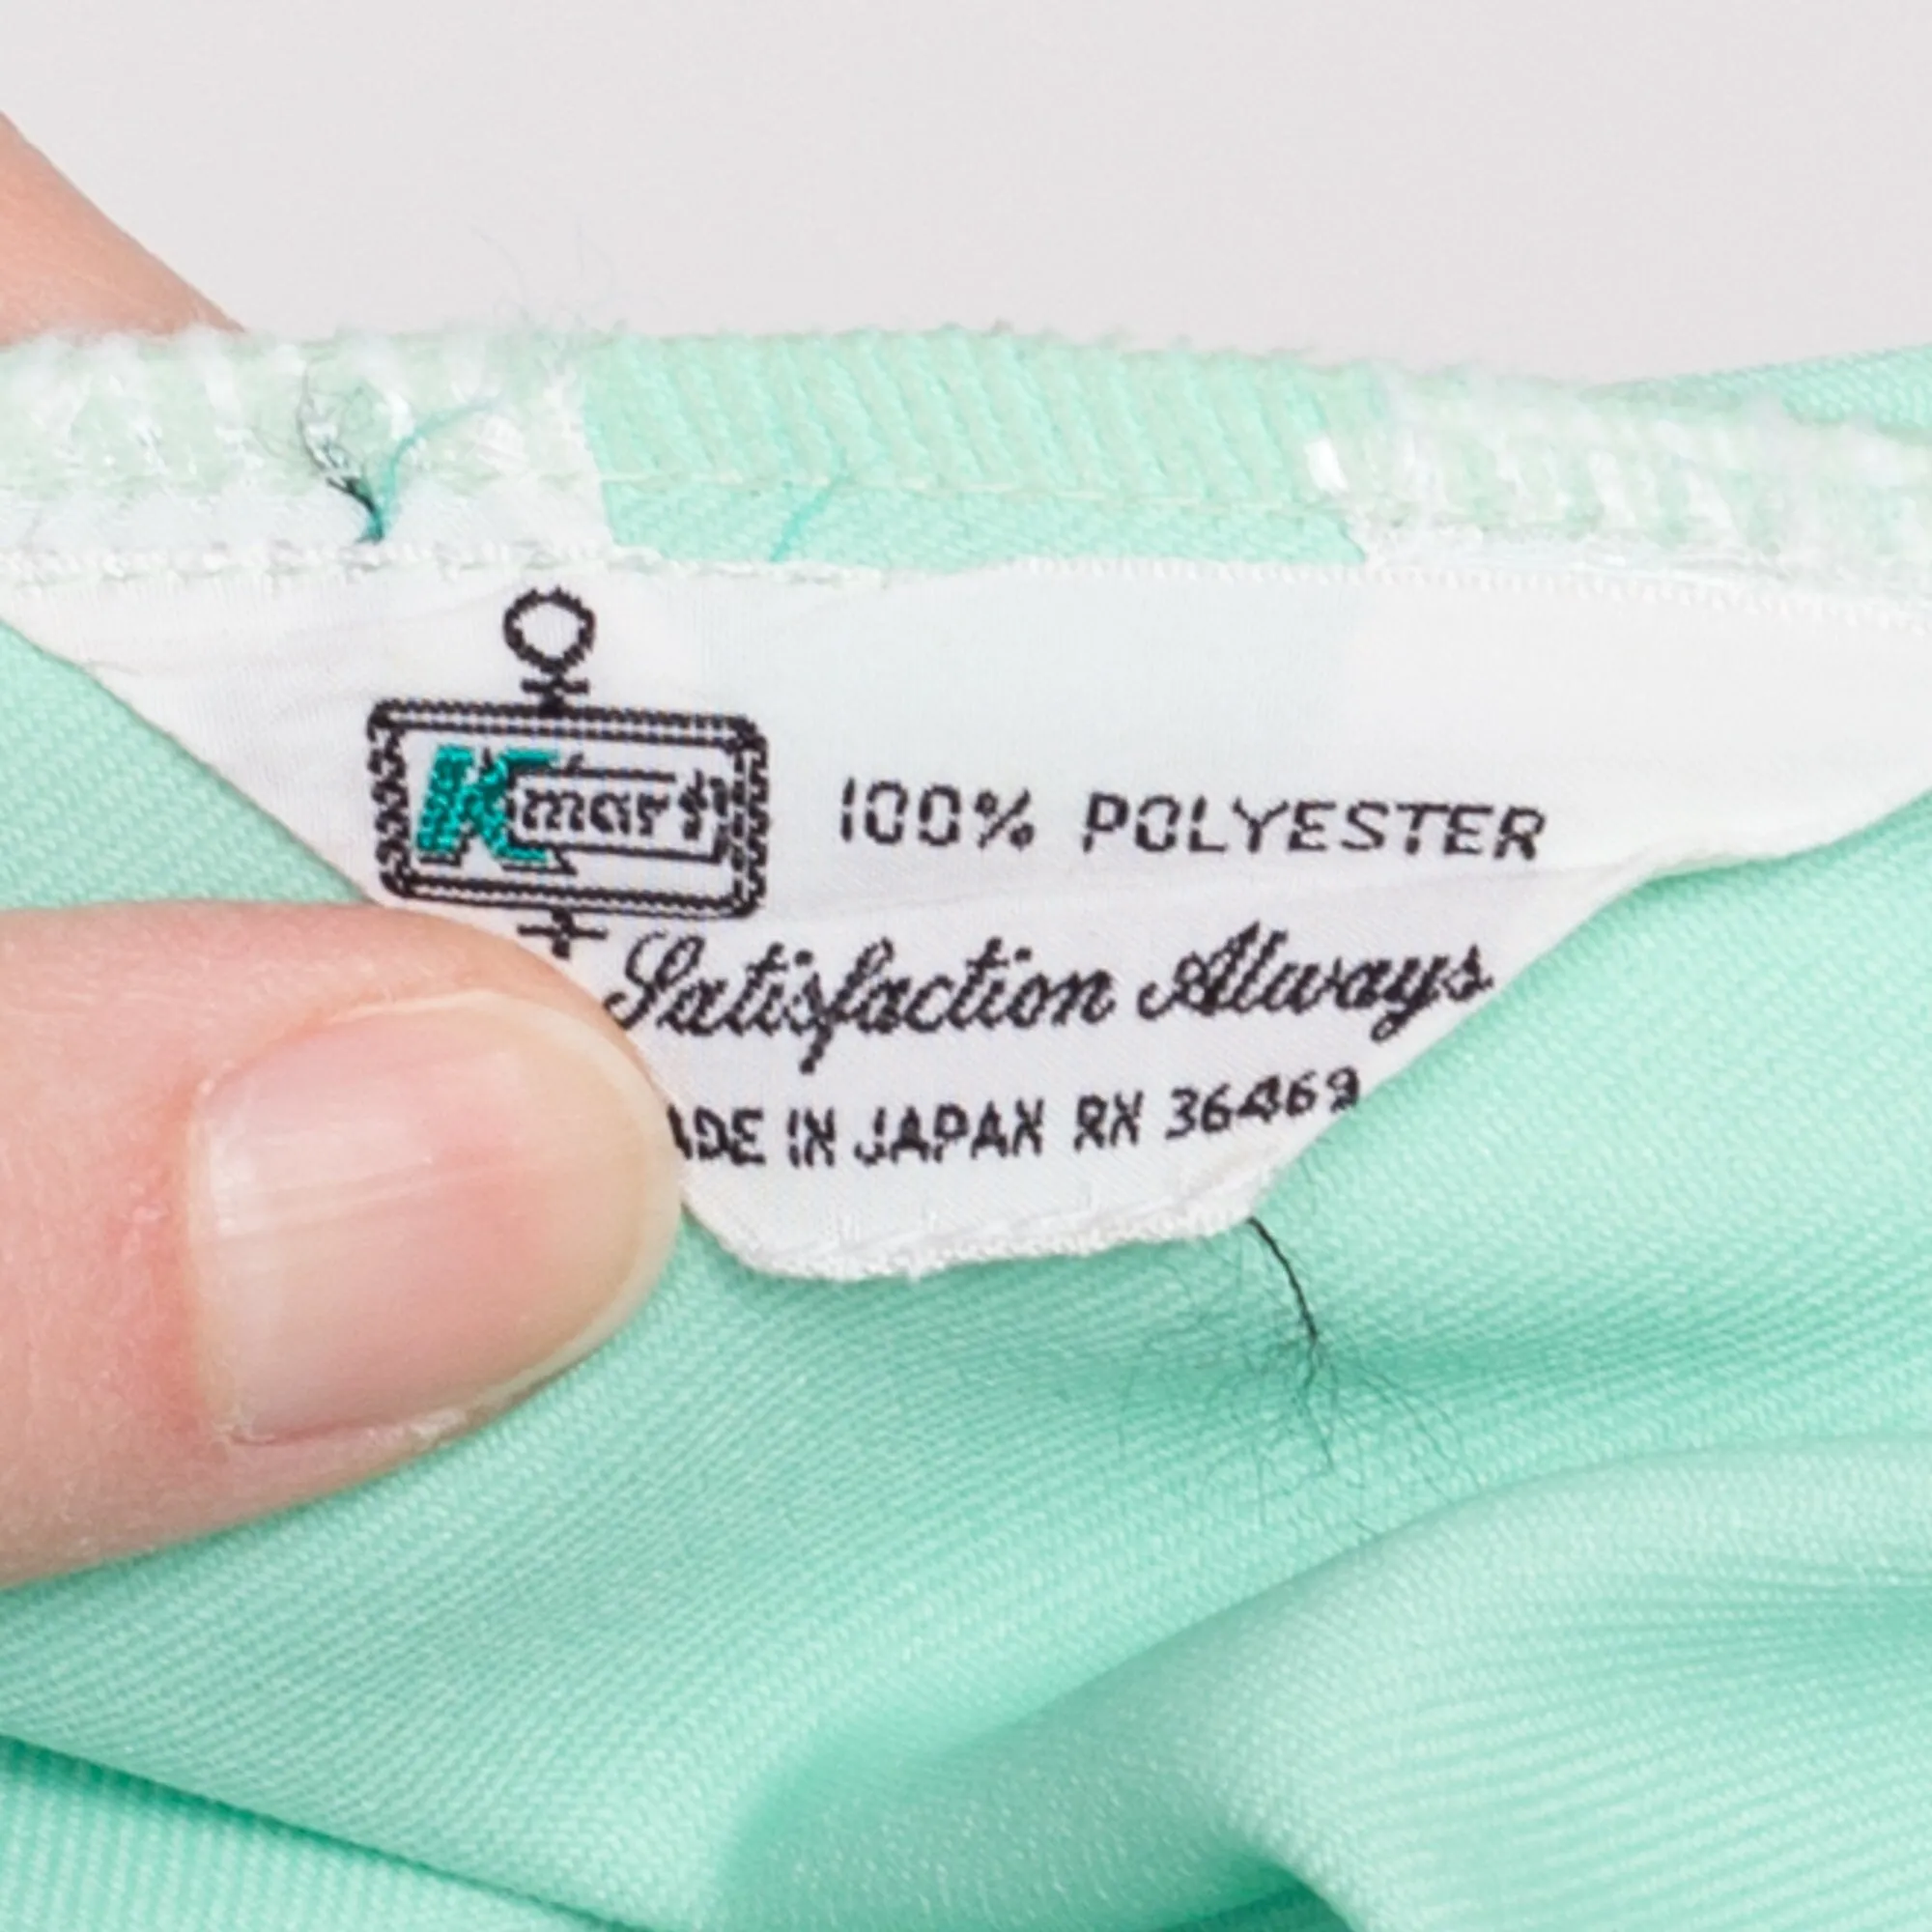 Kmart
100% POLYESTER
Satisfaction Always
ADE IN JAPAN RN 36469